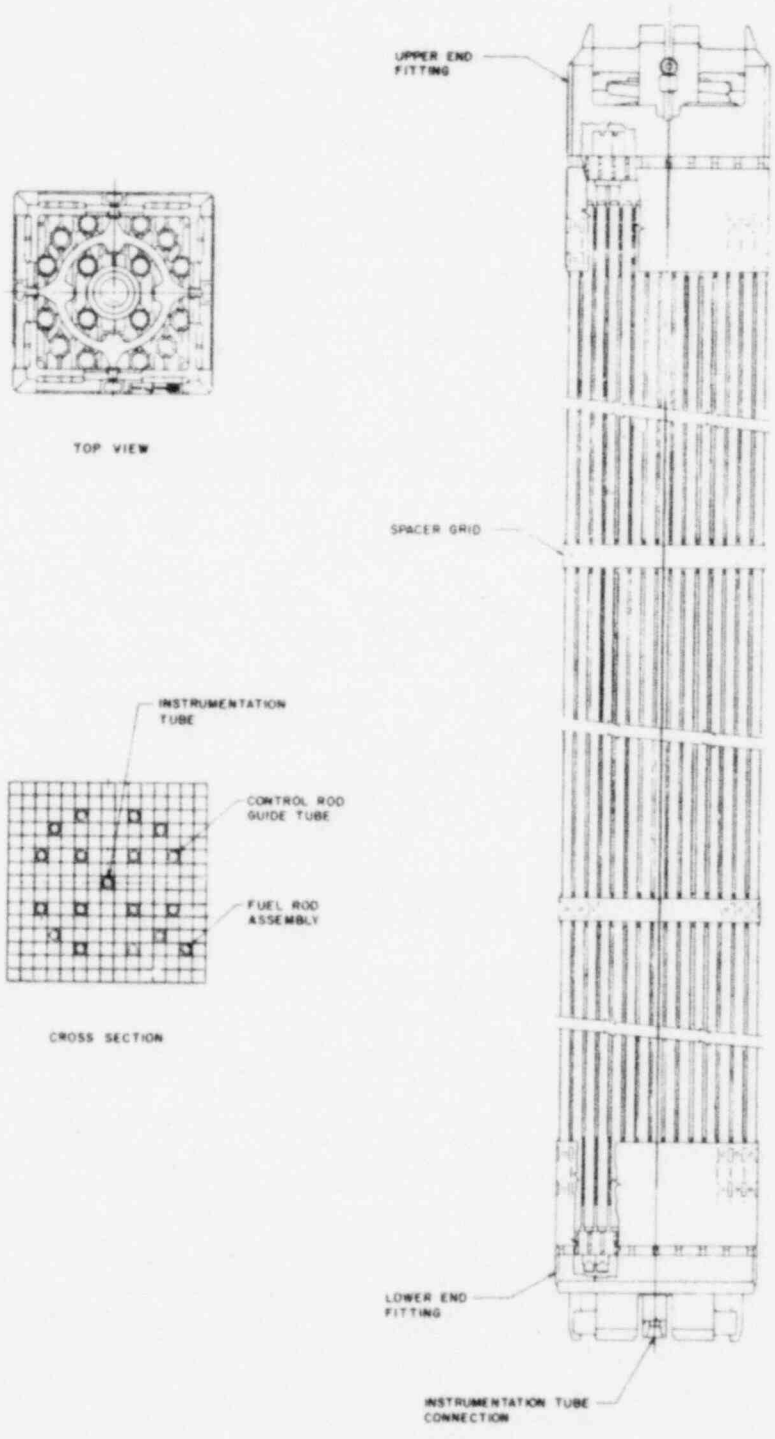 UPPER END
FITTING
TOP VIEW
SPACER GRID
INSTRUMENTATION
TUBE
CONTROL ROD
GUIDE TUBE
FUEL ROD
ASSEMBLY
CROSS SECTION
LOWER END
FITTING
INSTRUMENTATION TUBE
CONNECTION